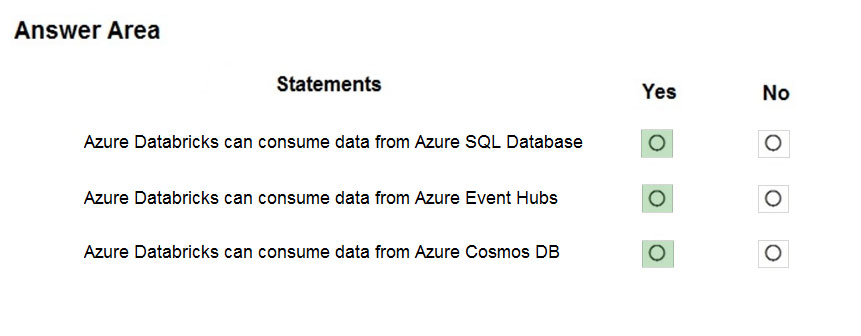 Answer Area
Statements Yes No
Azure Databricks can consume data from Azure SQL Database
Azure Databricks can consume data from Azure Event Hubs
Azure Databricks can consume data from Azure Cosmos DB